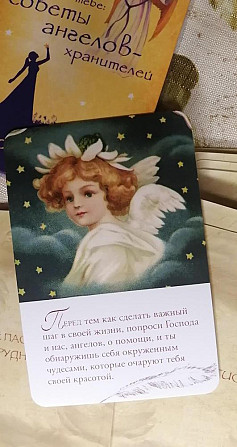 тебе:
советы
ангелов-
хранителей
Перед тем как сделать важный
шаг в своей жизни, попроси Господа
и нас, ангелов, о помощи, и ты
обнаружишь себя окруженным
чудесами, которые очаруют тебя
своей красотой.